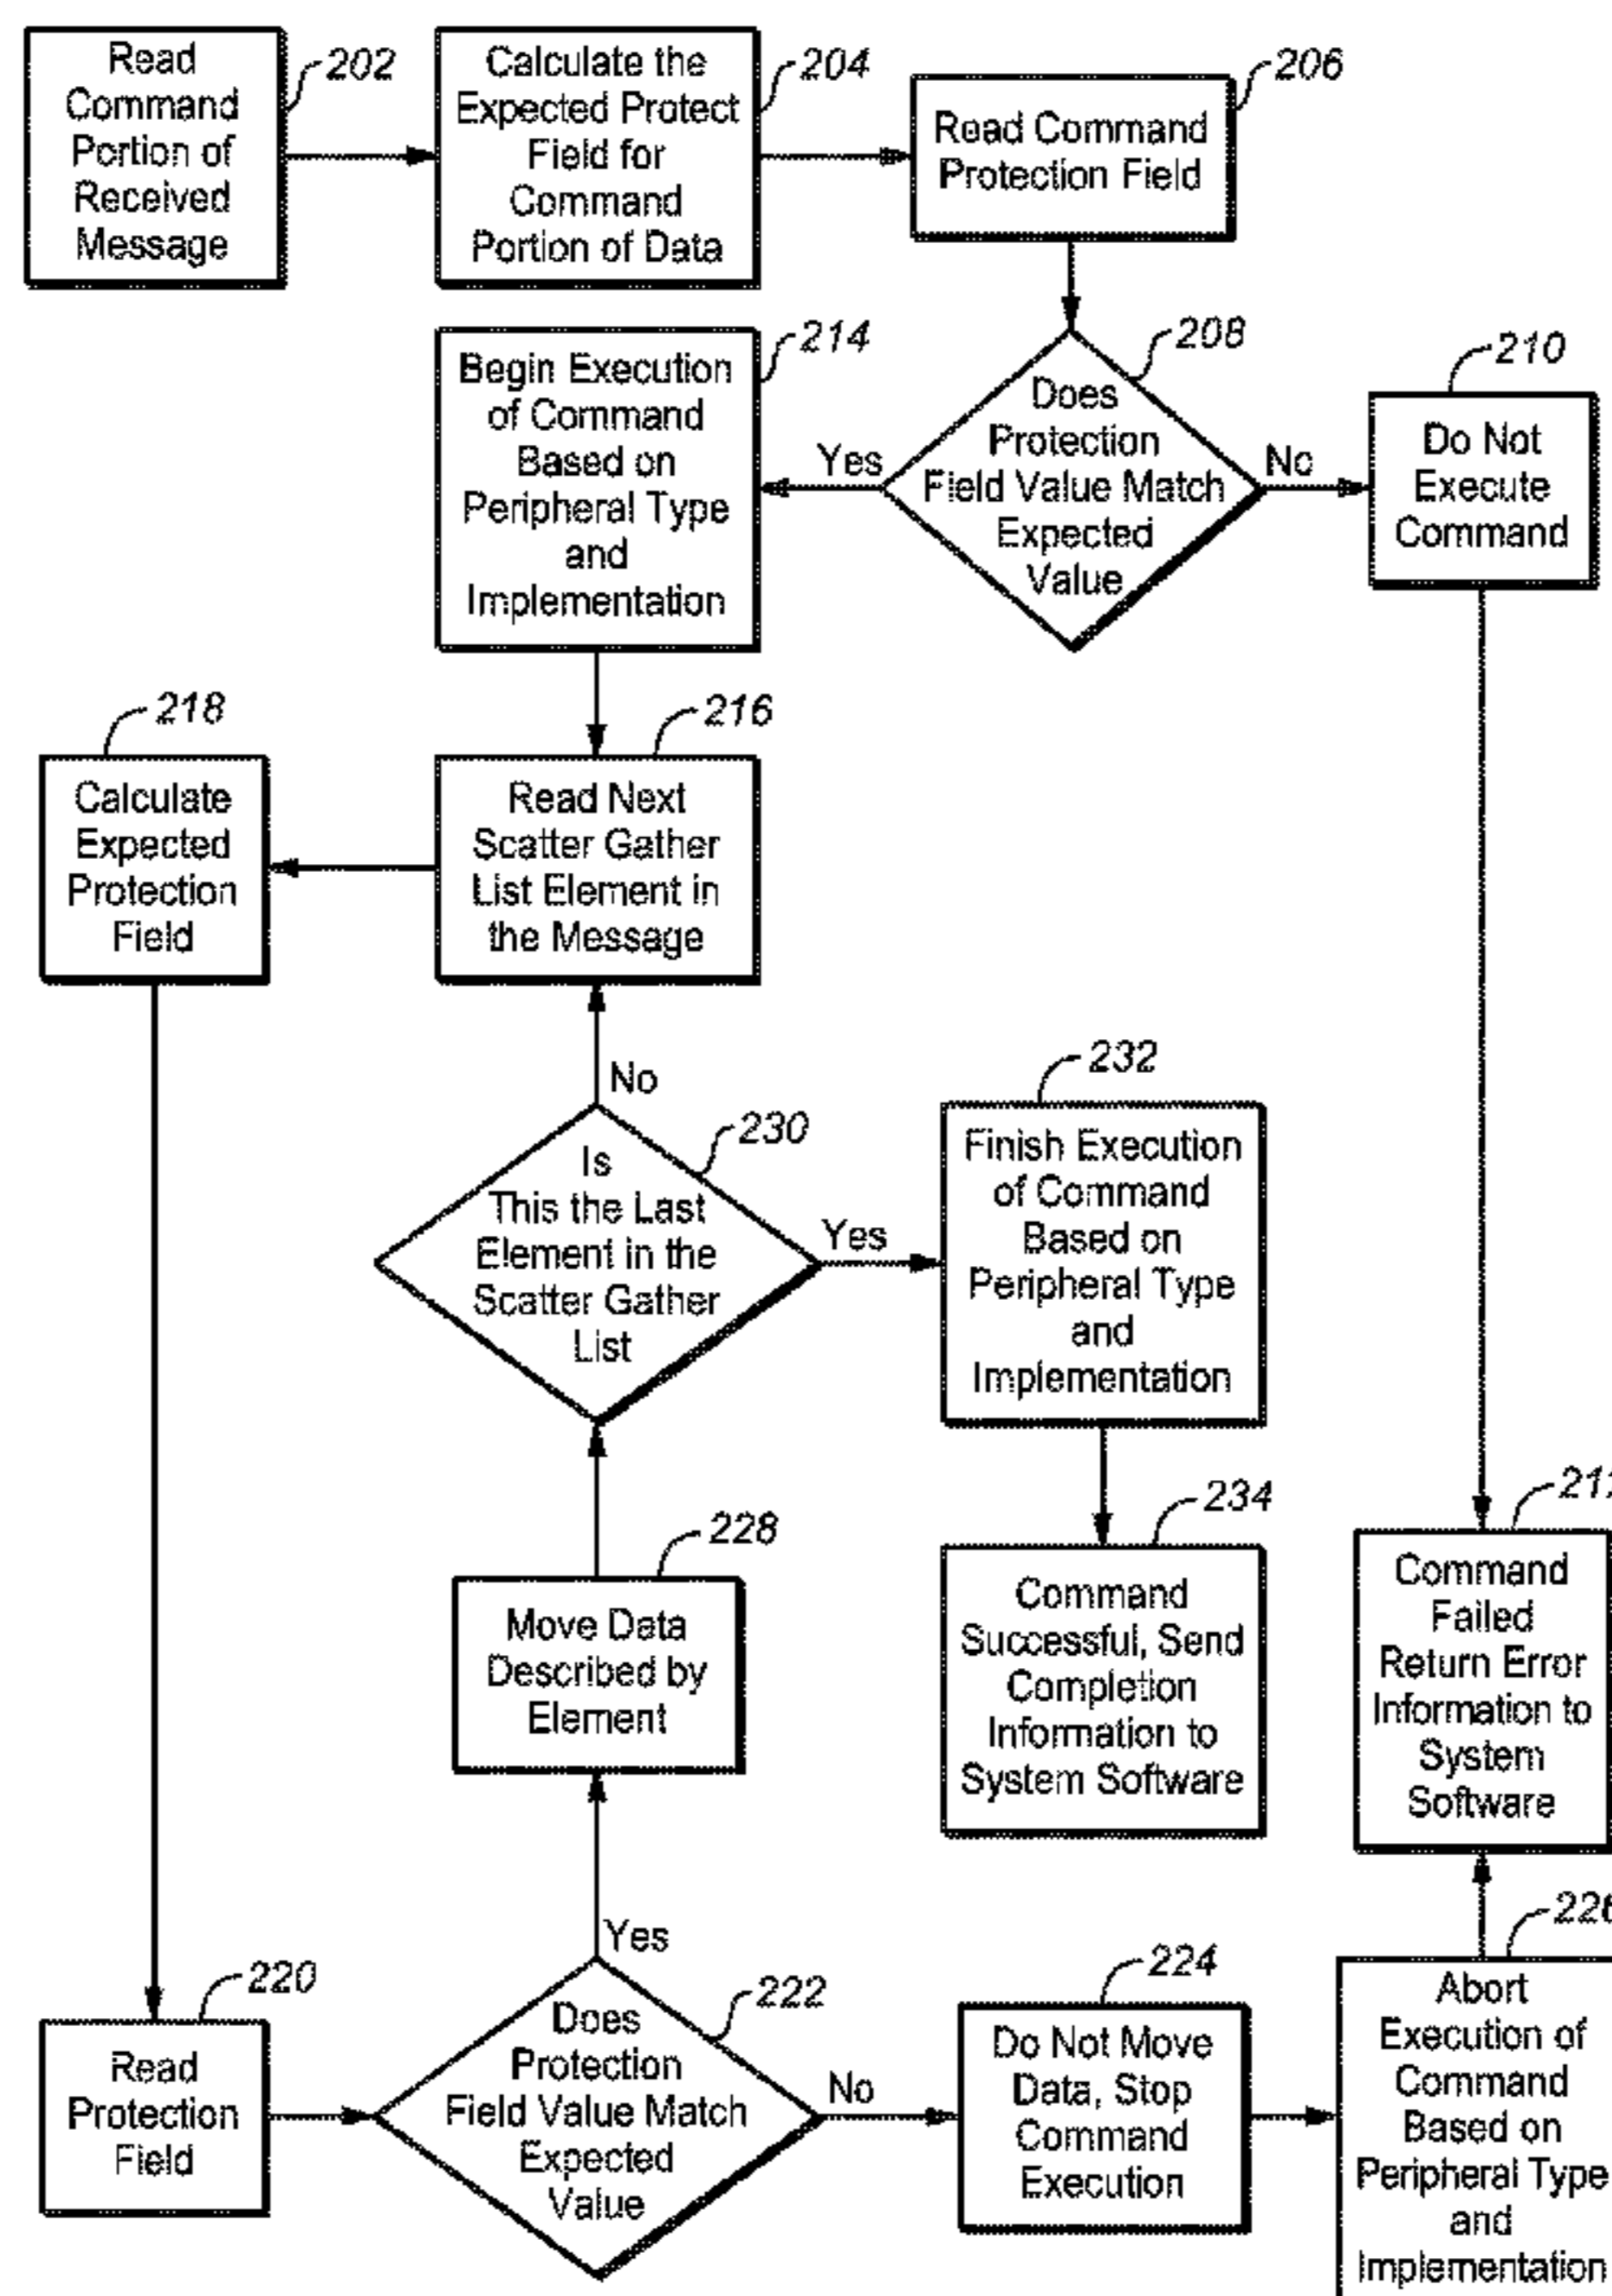 Read
Command
Portion of
Received
Message
202
Calculate the
Expected Protect
Field for
Command
Portion of Data
204
Read Command
Protection Field
206
Does
Protection
Field Value Match
Expected
Value
208
Yes
No
Do Not
Execute
Command
210
Begin Execution
of Command
Based on
Peripheral Type
and
Implementation
214
Read Next
Scatter Gather
List Element in
the Message
216
Calculate
Expected
Protection
Field
218
No
Is
This the Last
Element in the
Scatter Gather
List
230
Yes
Finish Execution
of Command
Based on
Peripheral Type
and
Implementation
232
Command
Successful, Send
Completion
Information to
System Software
234
Command
Failed
Return Error
Information to
System
Software
Move Data
Described by
Element
228
Yes
Read
Protection
Field
220
Does
Protection
Field Value Match
Expected
Value
222
No
Do Not Move
Data, Stop
Command
Execution
224
Abort
Execution of
Command
Based on
Peripheral Type
and
Implementation